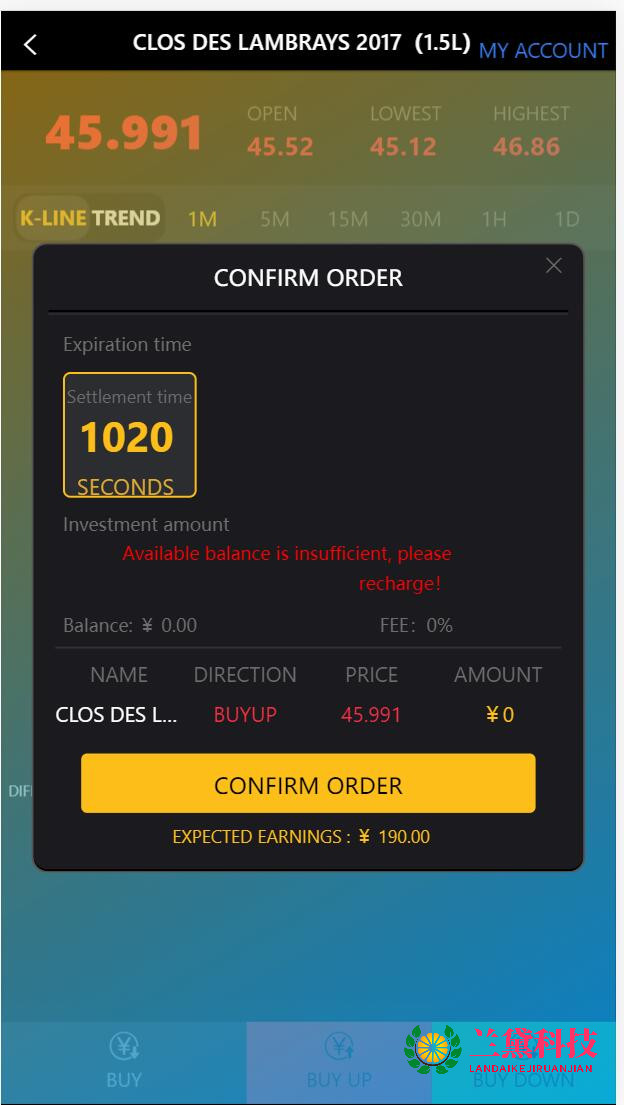 CLOS DES LAMBRAYS 2017 (1.5L) MY ACCOUNT
OPEN LOWEST HIGHEST
45.991 45.52 45.12 46.86
K-LINE TREND 1M 5M 15M 30M 1H 1D
CONFIRM ORDER
Expiration time
Settlement time
1020
SECONDS
Investment amount
Available balance is insufficient, please
recharge!
Balance: ¥ 0.00 FEE: 0%
NAME DIRECTION PRICE AMOUNT
CLOS DES L... BUYUP 45.991 ¥0
DIFI
CONFIRM ORDER
EXPECTED EARNINGS : ¥ 190.00
兰黛科技
LANDAIKEJIRUANJIAN
BUY BUY UP BUY DOWN